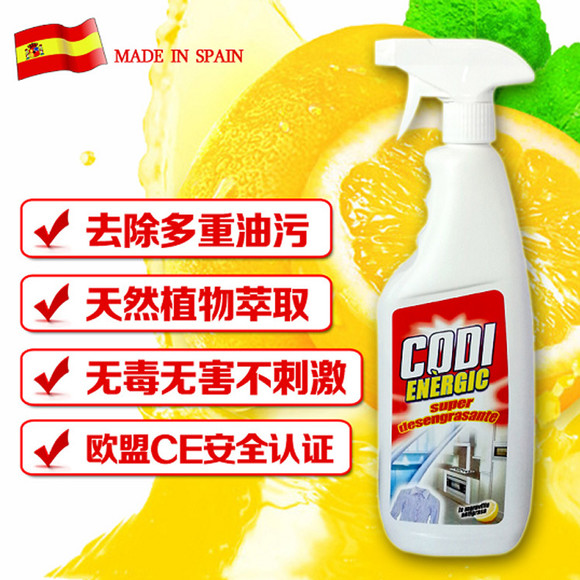 MADE IN SPAIN
去除多重油污
天然植物萃取
无毒无害不刺激
欧盟CE安全认证
CODI
ENÈRGIC
super
desengrasante